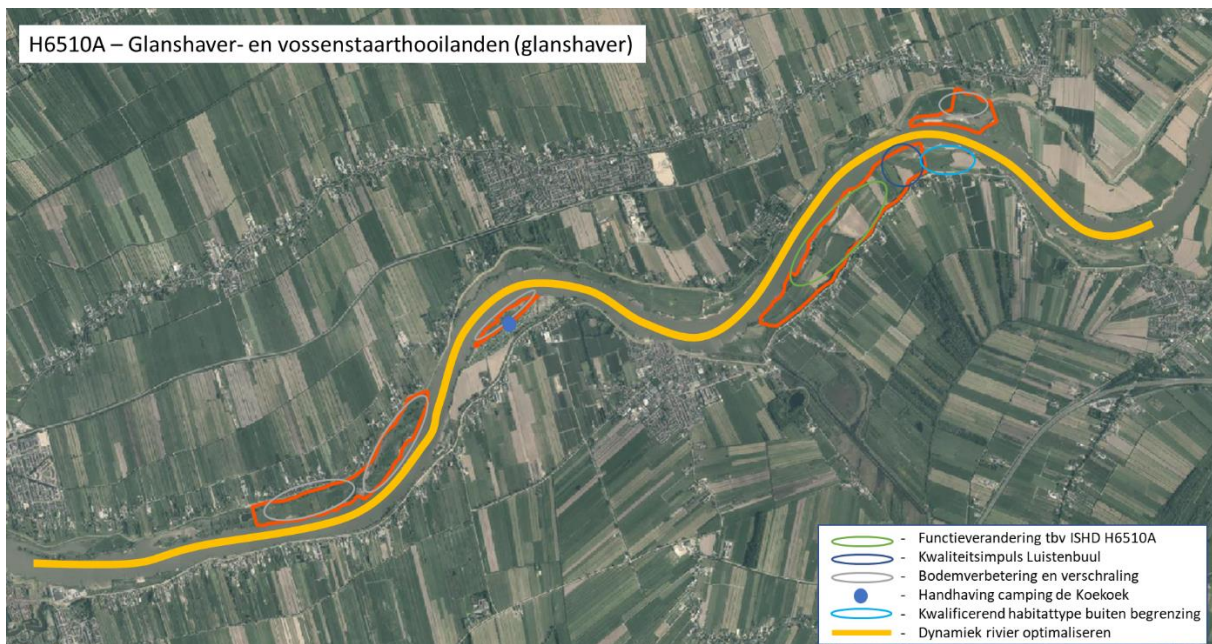 H6510A – Glanshaver- en vossenstaarthooilanden (glanshaver)
- Functieverandering tbv ISHD H6510A
- Kwaliteitsimpuls Luistenbuul
- Bodemverbetering en verschraling
- Handhaving camping de Koekoek
- Kwalificerend habitattype buiten begrenzing
- Dynamiek rivier optimaliseren